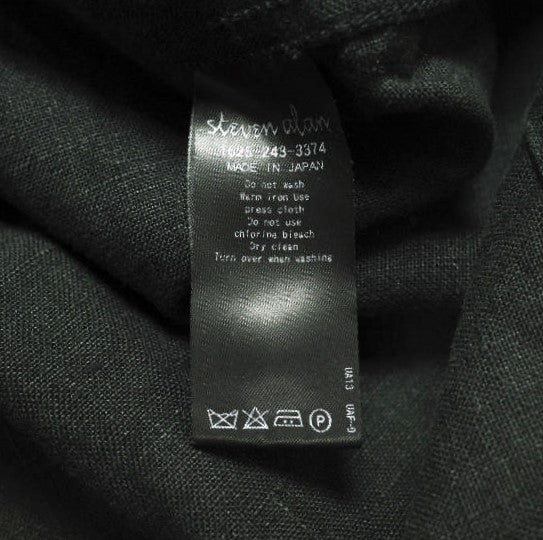 steven alan
1625-243-3374
MADE IN JAPAN
Do not wash
Warm iron Use
press cloth
Do not use
chlorine bleach
Dry clean
Turn over when washing
UA13 UAF-9
P